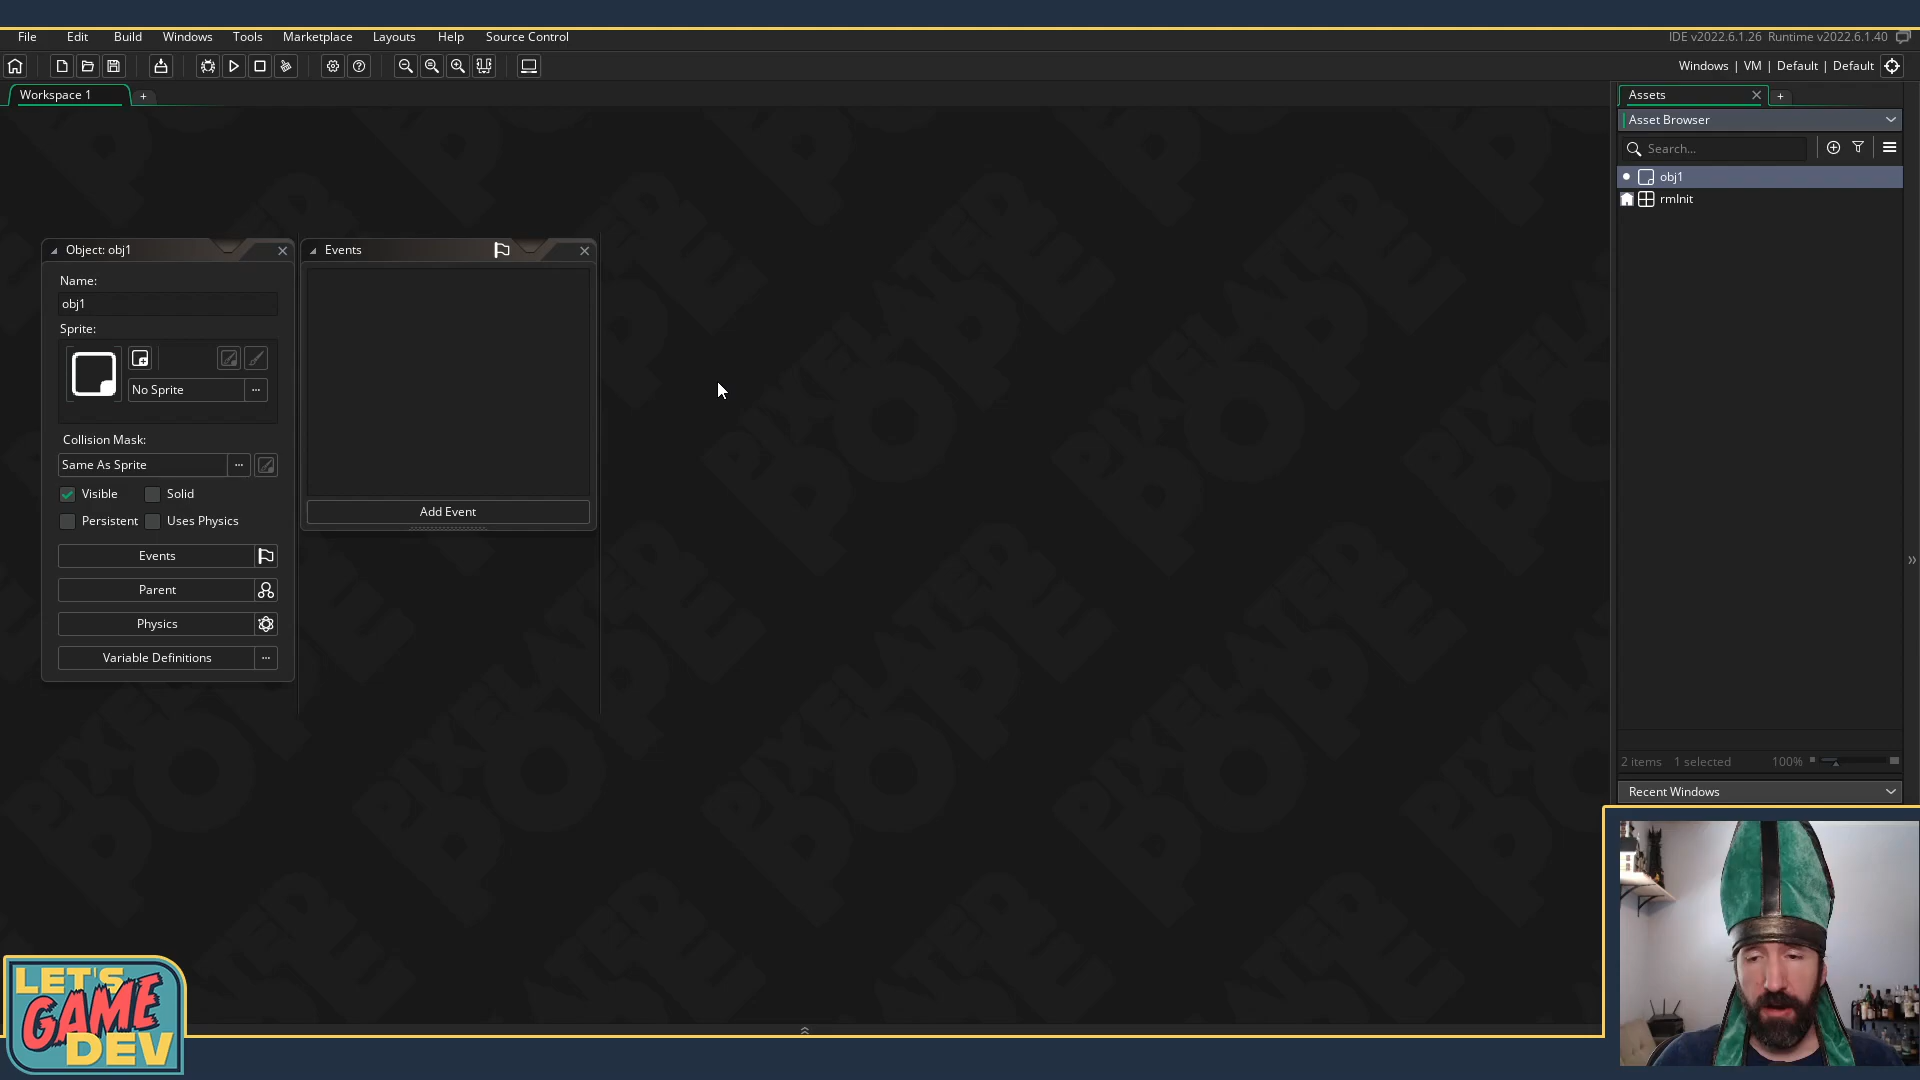 File Edit Build Windows Tools Marketplace Layouts Help Source Control
IDE v2022.6.1.26 Runtime v2022.6.1.40
Windows | VM | Default | Default
Workspace 1
+
Assets
+
Asset Browser
Search...
obj1
rmInit
Object: obj1
Name:
obj1
Sprite:
No Sprite
...
Collision Mask:
Same As Sprite
...
Visible
Solid
Persistent
Uses Physics
Events
Parent
Physics
Variable Definitions
...
Events
Add Event
2 items 1 selected 100%
Recent Windows
PIXELATED
POPE
LET'S
GAME
DEV